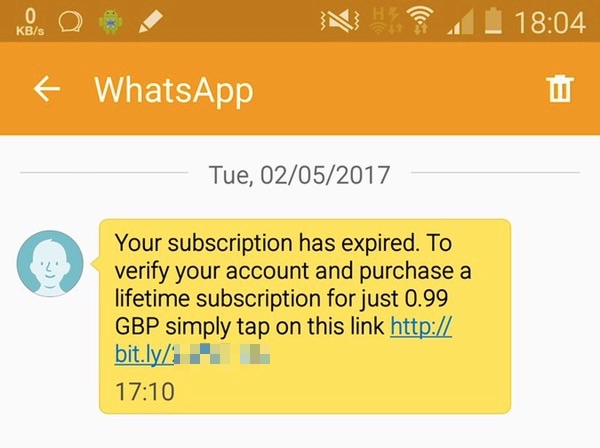 0
KB/s
18:04
WhatsApp
Tue, 02/05/2017
Your subscription has expired. To
verify your account and purchase a
lifetime subscription for just 0.99
GBP simply tap on this link http://
bit.ly/
17:10